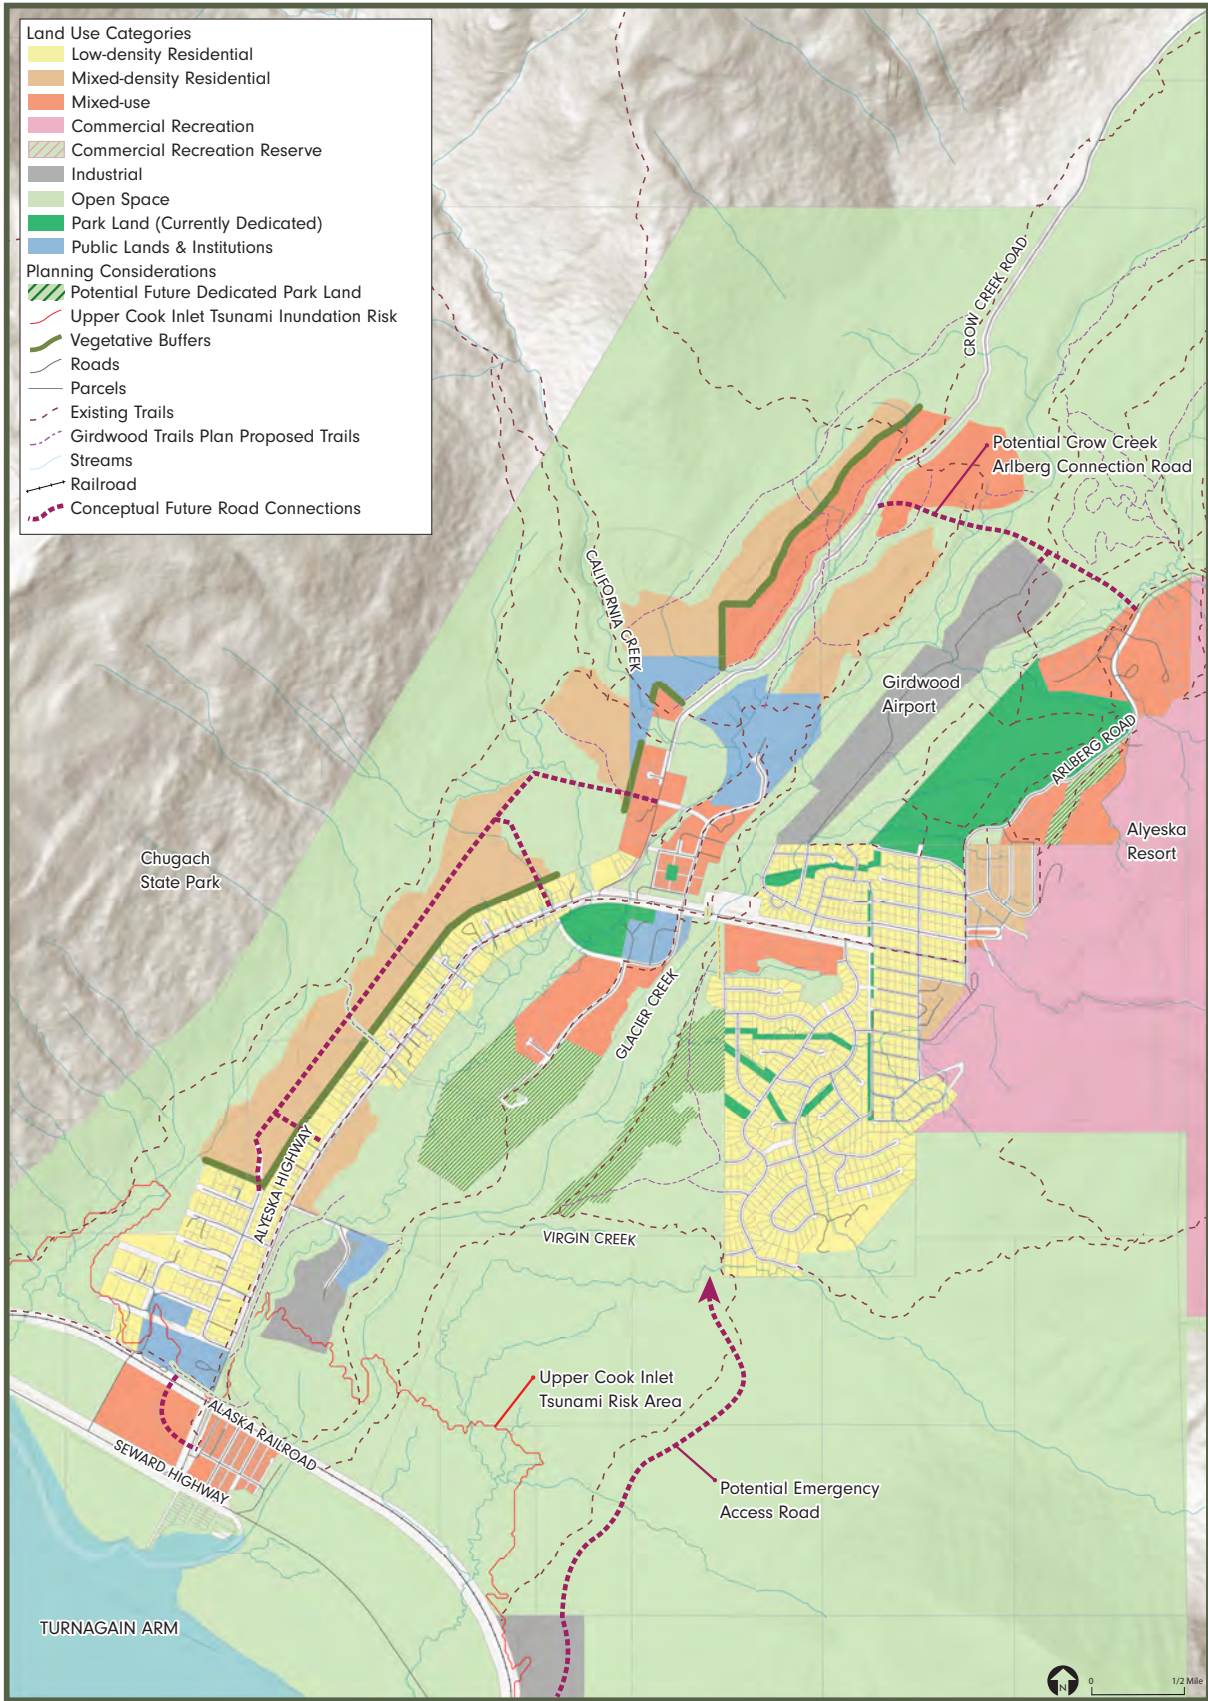 Land Use Categories
Low-density Residential
Mixed-density Residential
Mixed-use
Commercial Recreation
Commercial Recreation Reserve
Industrial
Open Space
Park Land (Currently Dedicated)
Public Lands & Institutions
Planning Considerations
Potential Future Dedicated Park Land
Upper Cook Inlet Tsunami Inundation Risk
Vegetative Buffers
Roads
Parcels
Existing Trails
Girdwood Trails Plan Proposed Trails
Streams
Railroad
Conceptual Future Road Connections
CROW CREEK ROAD
Potential Crow Creek
Arlberg Connection Road
CALIFORNIA CREEK
Girdwood
Airport
ARLBERG ROAD
Alyeska
Resort
Chugach
State Park
GLACIER CREEK
ALYESKA HIGHWAY
VIRGIN CREEK
Upper Cook Inlet
Tsunami Risk Area
ALASKA RAILROAD
SEWARD HIGHWAY
Potential Emergency
Access Road
TURNAGAIN ARM
N
0 1/2 Mile